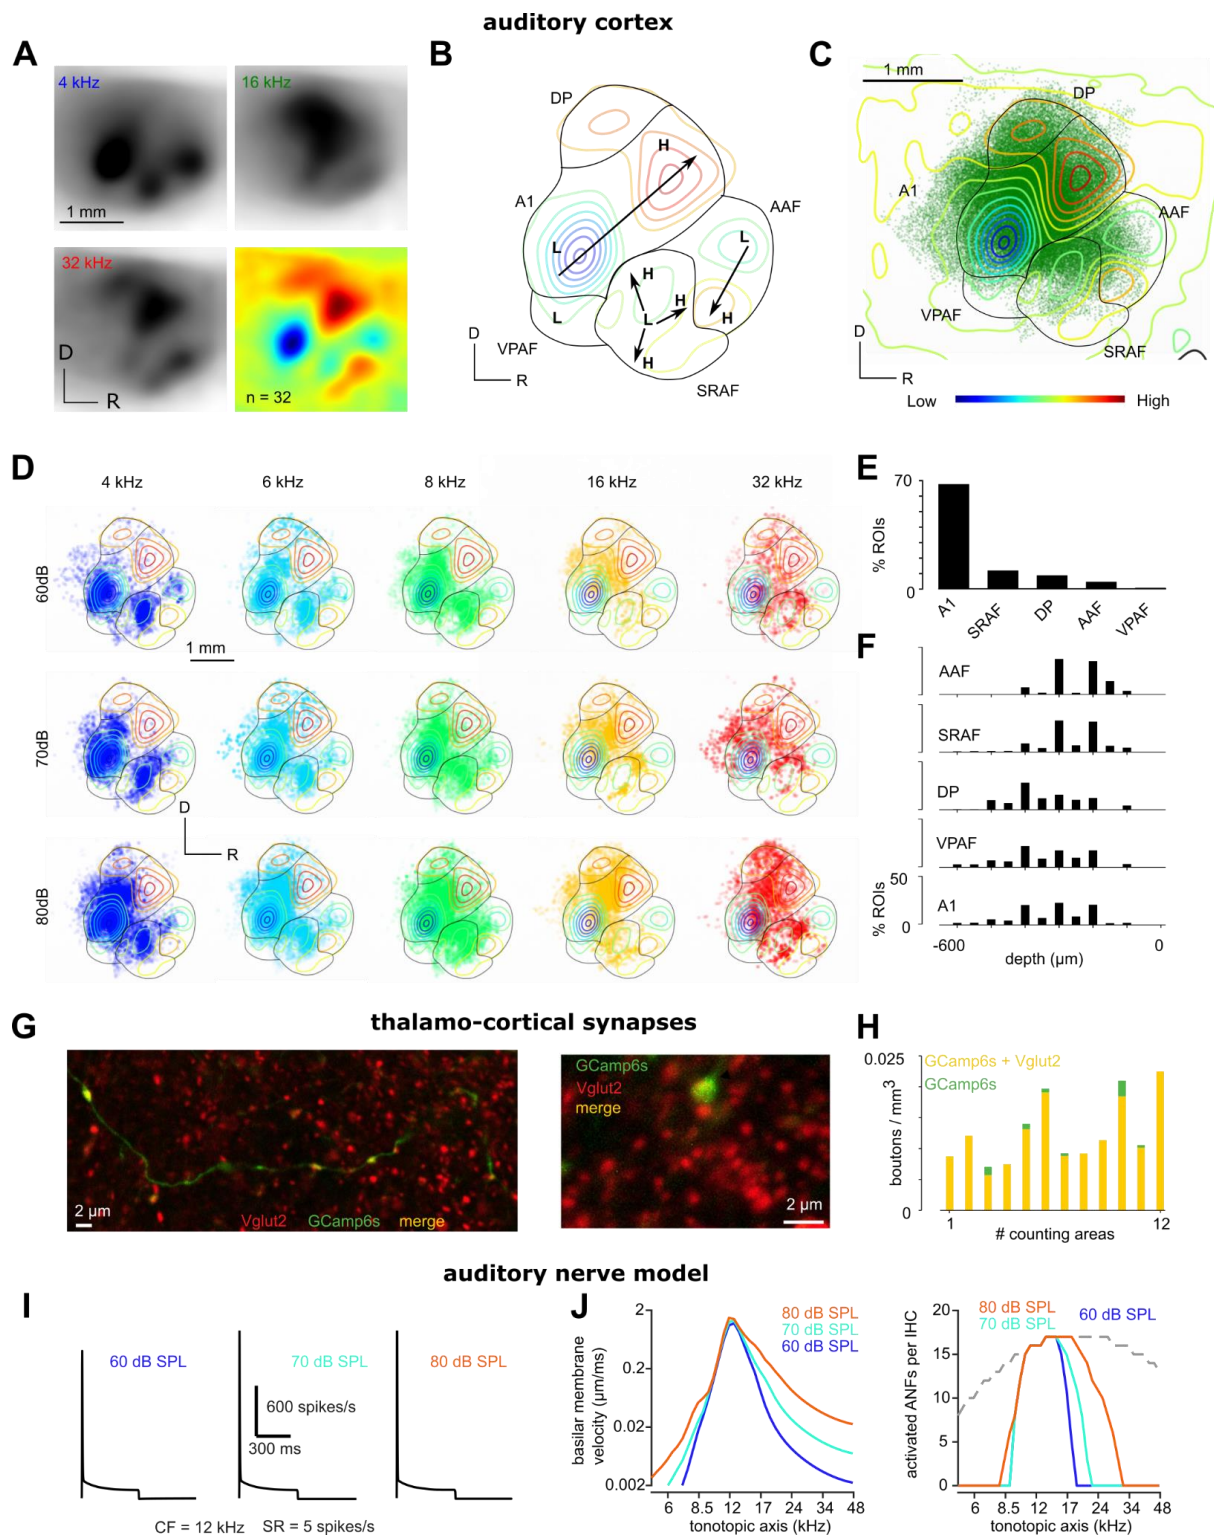 auditory cortex
A
4 kHz
16 kHz
1 mm
32 kHz
D
R
n = 32
B
DP
H
A1
AAF
L
L
H
H
L
L
H
H
VPAF
SRAF
D
R
C
1 mm
DP
A1
AAF
VPAF
SRAF
D
R
Low
High
D
4 kHz
6 kHz
8 kHz
16 kHz
32 kHz
60dB
1 mm
70dB
D
R
80dB
E
70
% ROIs
0
A1
SRAF
DP
AAF
VPAF
F
AAF
SRAF
DP
VPAF
50
A1
% ROIs
0
-600
0
depth (µm)
thalamo-cortical synapses
G
2 µm
Vglut2 GCamp6s merge
GCamp6s
Vglut2
merge
2 µm
H
0.025
GCamp6s + Vglut2
GCamp6s
boutons / mm³
0
1
12
# counting areas
auditory nerve model
I
60 dB SPL
70 dB SPL
80 dB SPL
600 spikes/s
300 ms
CF = 12 kHz SR = 5 spikes/s
J
2
0.2
0.02
0.002
basilar membrane
velocity (µm/ms)
80 dB SPL
70 dB SPL
60 dB SPL
6 8.5 12 17 24 34 48
tonotopic axis (kHz)
20
15
10
5
0
activated ANFs per IHC
80 dB SPL
60 dB SPL
70 dB SPL
6 8.5 12 17 24 34 48
tonotopic axis (kHz)